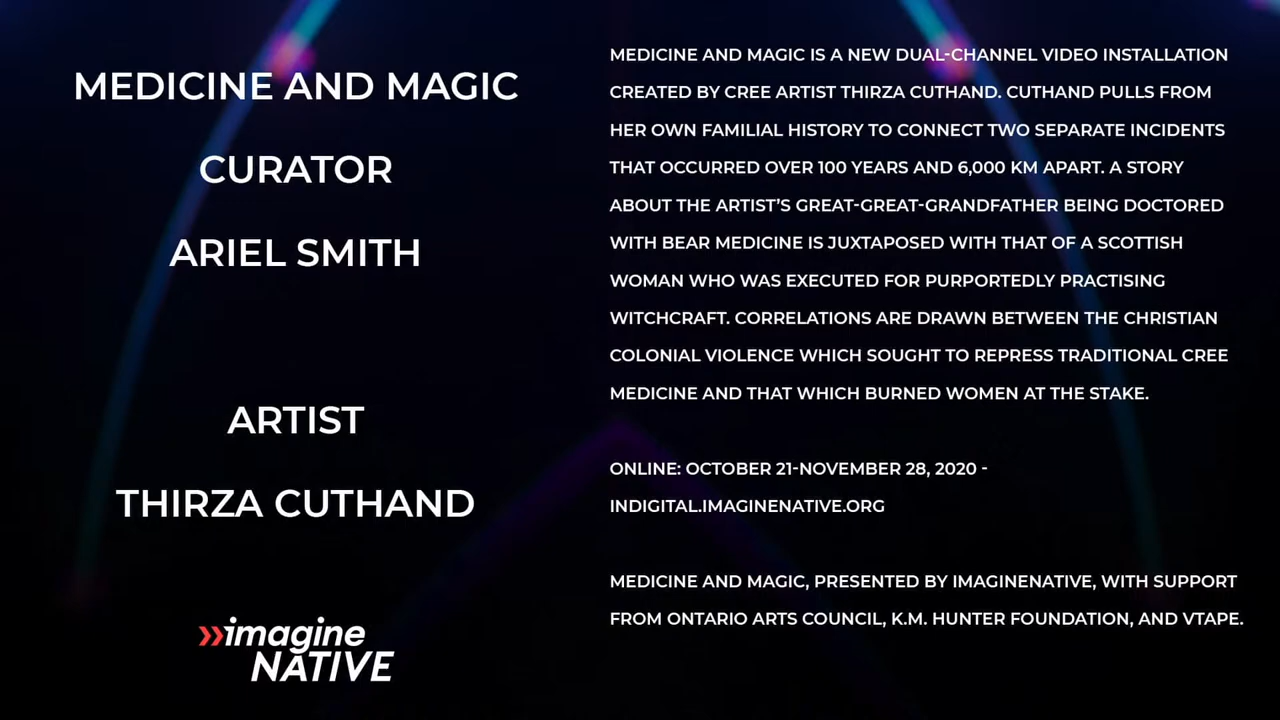 MEDICINE AND MAGIC
CURATOR
ARIEL SMITH
ARTIST
THIRZA CUTHAND
»imagine
NATIVE
MEDICINE AND MAGIC IS A NEW DUAL-CHANNEL VIDEO INSTALLATION
CREATED BY CREE ARTIST THIRZA CUTHAND. CUTHAND PULLS FROM
HER OWN FAMILIAL HISTORY TO CONNECT TWO SEPARATE INCIDENTS
THAT OCCURRED OVER 100 YEARS AND 6,000 KM APART. A STORY
ABOUT THE ARTIST’S GREAT-GREAT-GRANDFATHER BEING DOCTORED
WITH BEAR MEDICINE IS JUXTAPOSED WITH THAT OF A SCOTTISH
WOMAN WHO WAS EXECUTED FOR PURPORTEDLY PRACTISING
WITCHCRAFT. CORRELATIONS ARE DRAWN BETWEEN THE CHRISTIAN
COLONIAL VIOLENCE WHICH SOUGHT TO REPRESS TRADITIONAL CREE
MEDICINE AND THAT WHICH BURNED WOMEN AT THE STAKE.
ONLINE: OCTOBER 21-NOVEMBER 28, 2020 -
INDIGITAL.IMAGINENATIVE.ORG
MEDICINE AND MAGIC, PRESENTED BY IMAGINENATIVE, WITH SUPPORT
FROM ONTARIO ARTS COUNCIL, K.M. HUNTER FOUNDATION, AND VTAPE.